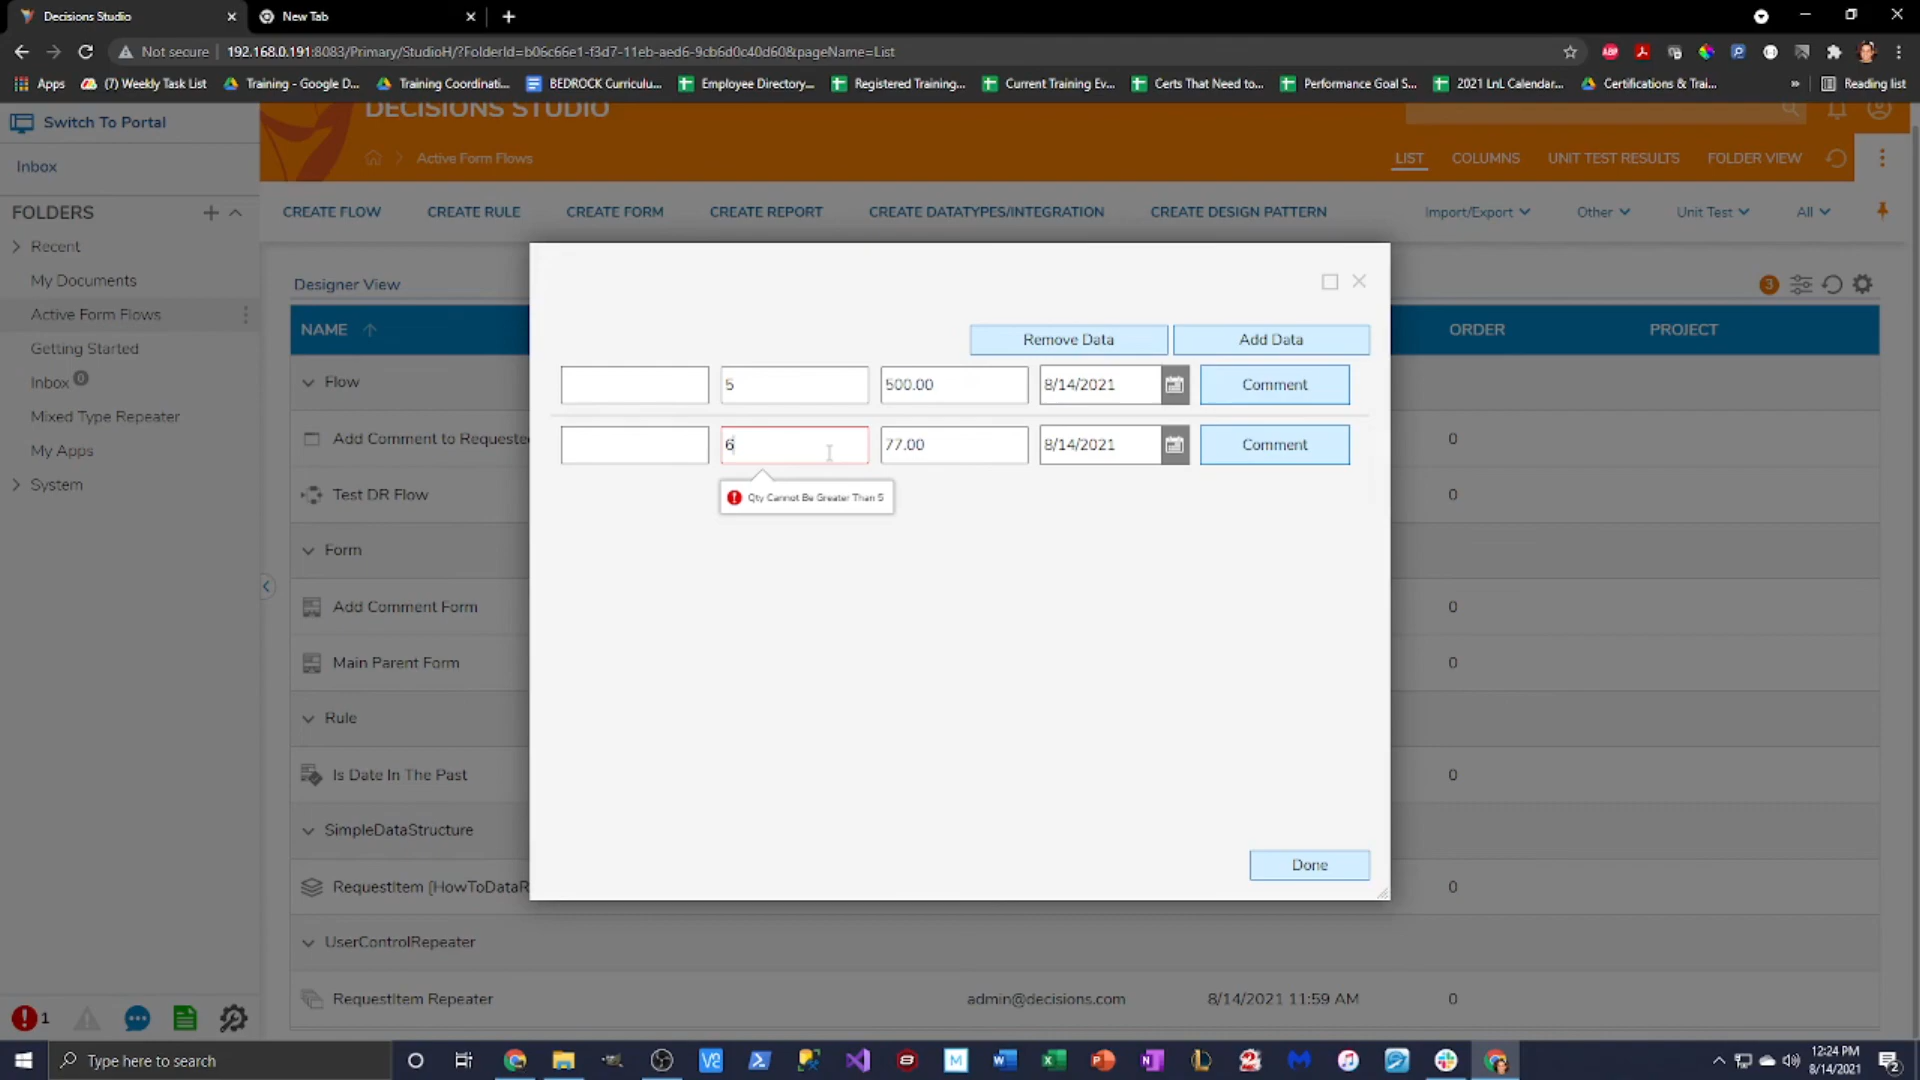 Decisions Studio
New Tab
Not secure
192.168.0.191:8083/Primary/StudioH/?FolderId=b06c66e1-f3d7-11eb-aed6-9cb6d0c40d60&pageName=List
Apps
(7) Weekly Task List
Training - Google D...
Training Coordinati...
BEDROCK Curriculu...
Employee Directory...
Registered Training...
Current Training Ev...
Certs That Need to...
Performance Goal S...
2021 LnL Calendar...
Certifications & Trai...
»
Reading list
Switch To Portal
DECISIONS STUDIO
Inbox
Active Form Flows
LIST
COLUMNS
UNIT TEST RESULTS
FOLDER VIEW
FOLDERS
CREATE FLOW
CREATE RULE
CREATE FORM
CREATE REPORT
CREATE DATATYPES/INTEGRATION
CREATE DESIGN PATTERN
Import/Export
Other
Unit Test
All
Recent
My Documents
Active Form Flows
Getting Started
Inbox 0
Mixed Type Repeater
My Apps
System
Designer View
3
NAME
ORDER
PROJECT
Flow
Add Comment to Requeste
0
Test DR Flow
0
Form
Add Comment Form
0
Main Parent Form
0
Rule
Is Date In The Past
0
SimpleDataStructure
RequestItem [HowToDataR
0
UserControlRepeater
RequestItem Repeater
admin@decisions.com
8/14/2021 11:59 AM
0
Remove Data
Add Data
5
500.00
8/14/2021
Comment
6
77.00
8/14/2021
Comment
Qty Cannot Be Greater Than 5
Done
1
Type here to search
12:24 PM
8/14/2021
2